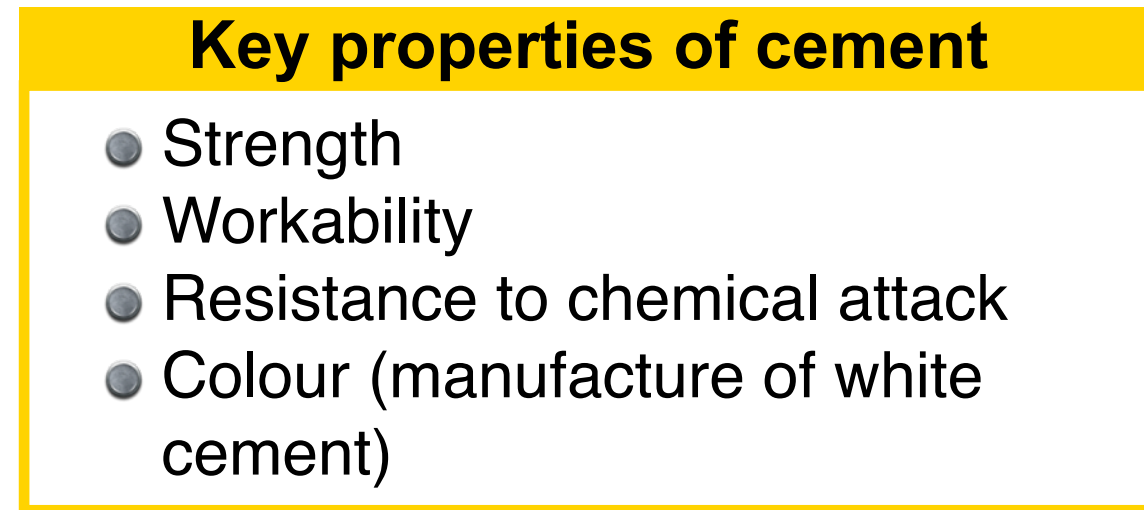 Key properties of cement
Strength
Workability
Resistance to chemical attack
Colour (manufacture of white
cement)